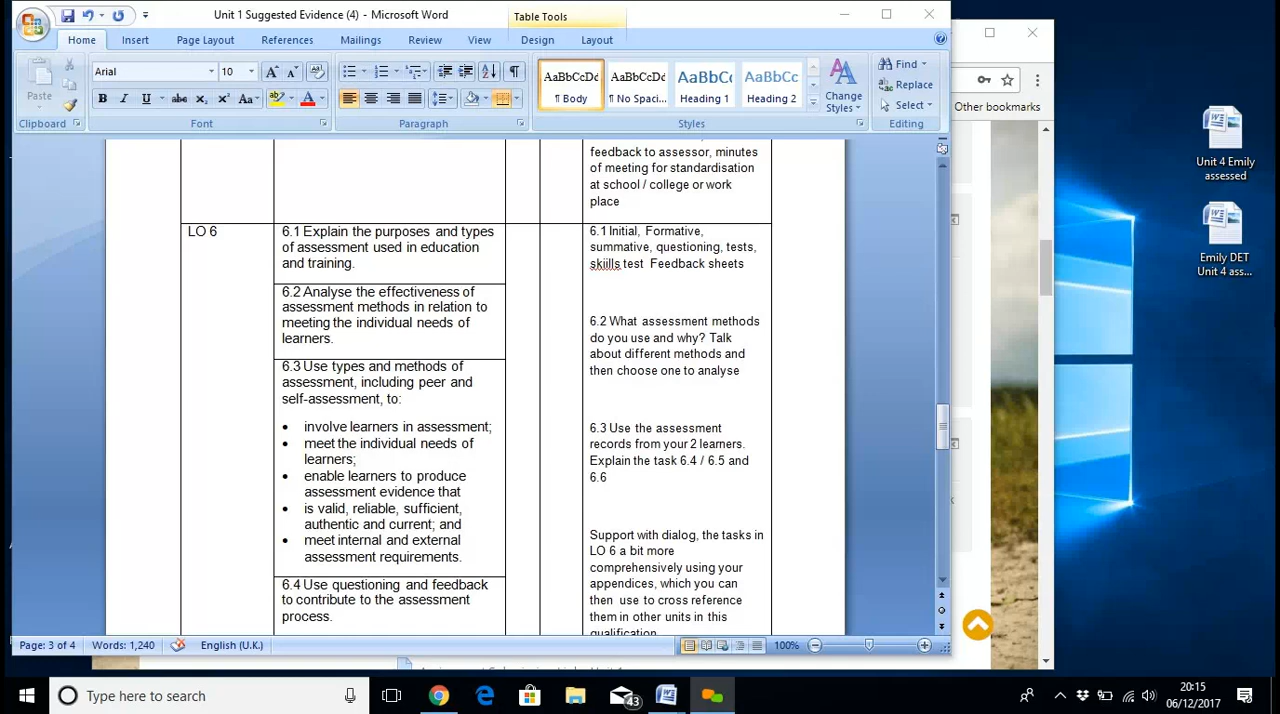 Unit 1 Suggested Evidence (4) - Microsoft Word
Table Tools
Home Insert Page Layout References Mailings Review View Design Layout
Paste
Arial
10
AaBbCcDd AaBbCcDd AaBbC AaBbCc
¶ Body ¶ No Spaci... Heading 1 Heading 2
Change
Styles
Find
Replace
Select
Clipboard Font Paragraph Styles Editing
Other bookmarks
feedback to assessor, minutes
of meeting for standardisation
at school / college or work
place
LO 6
6.1 Explain the purposes and types
of assessment used in education
and training.
6.2 Analyse the effectiveness of
assessment methods in relation to
meeting the individual needs of
learners.
6.3 Use types and methods of
assessment, including peer and
self-assessment, to:
• involve learners in assessment;
• meet the individual needs of
learners;
• enable learners to produce
assessment evidence that
• is valid, reliable, sufficient,
authentic and current; and
• meet internal and external
assessment requirements.
6.4 Use questioning and feedback
to contribute to the assessment
process.
6.1 Initial, Formative,
summative, questioning, tests,
skiills test Feedback sheets
6.2 What assessment methods
do you use and why? Talk
about different methods and
then choose one to analyse
6.3 Use the assessment
records from your 2 learners.
Explain the task 6.4 / 6.5 and
6.6
Support with dialog, the tasks in
LO 6 a bit more
comprehensively using your
appendices, which you can
then use to cross reference
them in other units in this
qualification
Page: 3 of 4 Words: 1,240 English (U.K.) 100%
Unit 4 Emily
assessed
Emily DET
Unit 4 ass...
Type here to search
43
20:15
06/12/2017